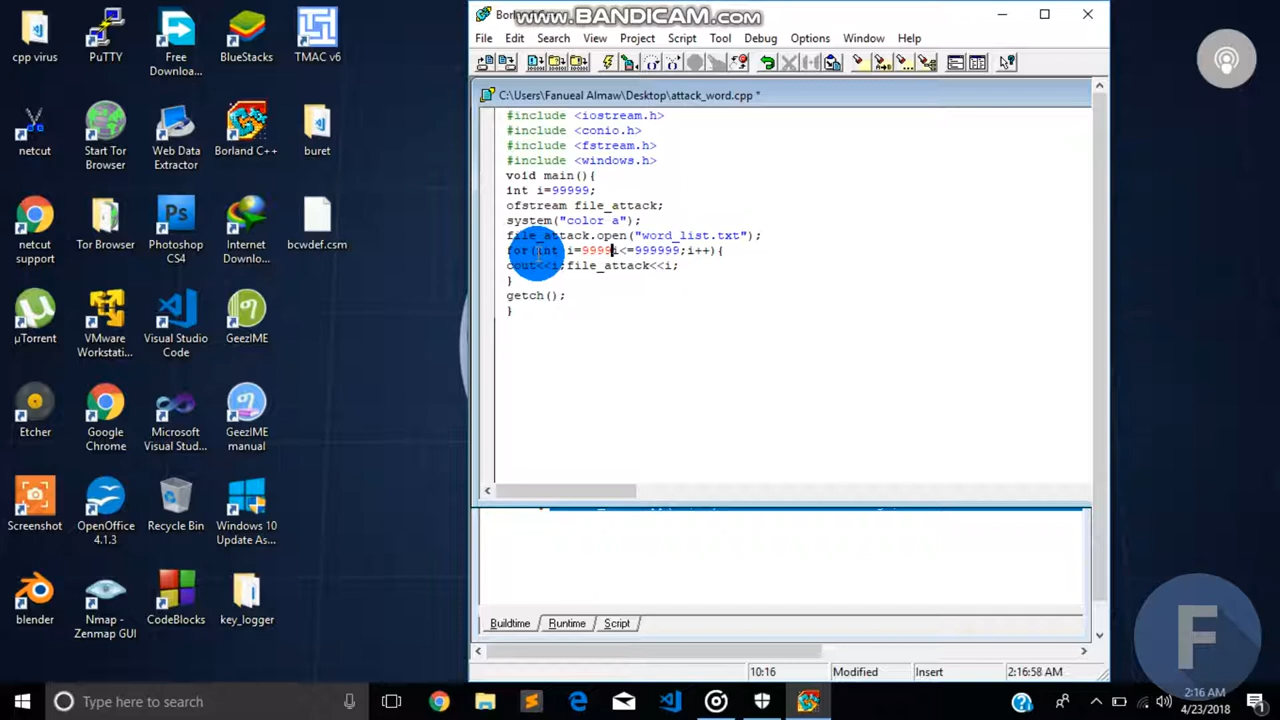 cpp virus
PuTTY
Free
Downloa...
BlueStacks
TMAC v6
netcut
Start Tor
Browser
Web Data
Extractor
Borland C++
buret
netcut
support
Tor Browser
Photoshop
CS4
Internet
Downlo...
bcwdef.csm
µTorrent
VMware
Workstati...
Visual Studio
Code
GeezIME
Etcher
Google
Chrome
Microsoft
Visual Stud...
GeezIME
manual
Screenshot
OpenOffice
4.1.3
Recycle Bin
Windows 10
Update As...
blender
Nmap -
Zenmap GUI
CodeBlocks
key_logger
www.BANDICAM.com
File Edit Search View Project Script Tool Debug Options Window Help
C:\Users\Fanueal Almaw\Desktop\attack_word.cpp *
#include <iostream.h>
#include <conio.h>
#include <fstream.h>
#include <windows.h>
void main(){
int i=99999;
ofstream file_attack;
system("color a");
file_attack.open("word_list.txt");
for(int i=9999i<=999999;i++){
cout<<i;file_attack<<i;
}
getch();
}
Buildtime Runtime Script
10:16 Modified Insert 2:16:58 AM
F
Type here to search
2:16 AM
4/23/2018